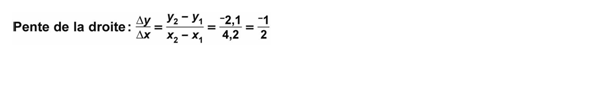 Pente de la droite : Δy/Δx = y₂ – y₁/x₂ – x₁ = ⁻2,1/4,2 = ⁻1/2